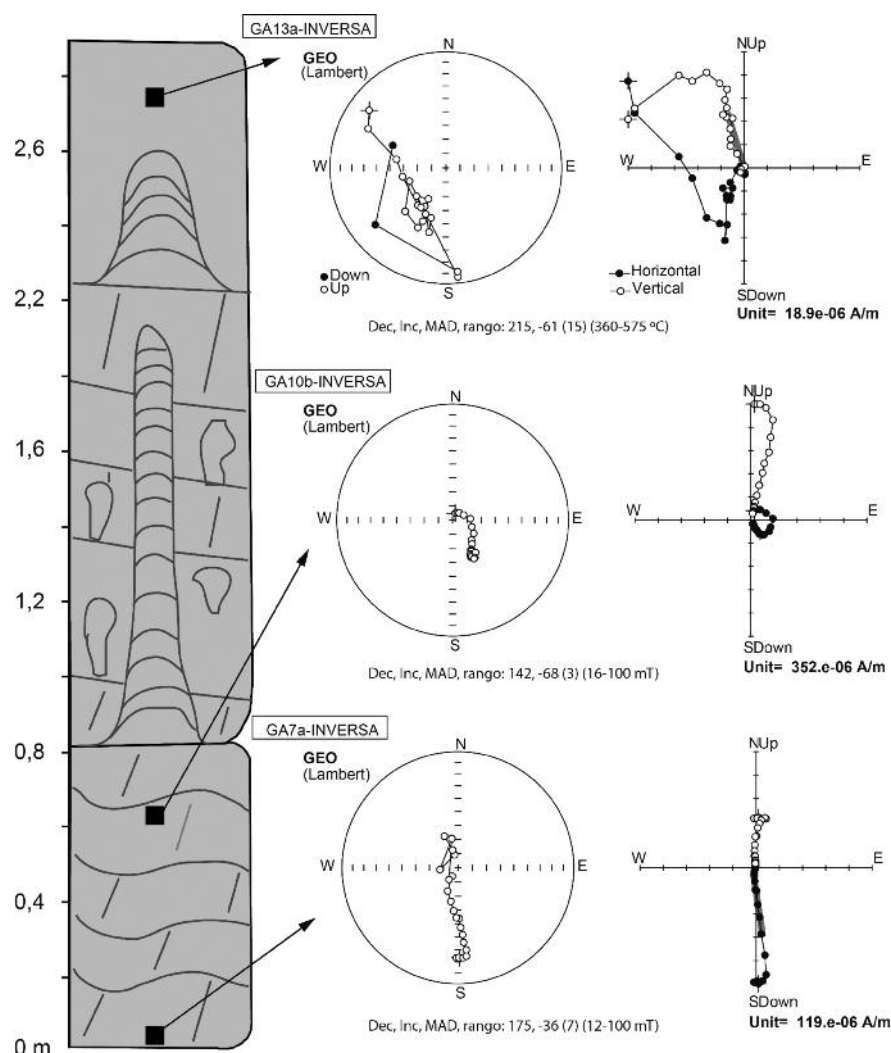 GA13a-INVERSA
GEO
(Lambert)
N
W
E
S
Down
Up
NUp
W
E
SDown
Horizontal
Vertical
Unit= 18.9e-06 A/m
Dec, Inc, MAD, rango: 215, -61 (15) (360-575 ºC)
GA10b-INVERSA
GEO
(Lambert)
N
W
E
S
NUp
W
E
SDown
Unit= 352.e-06 A/m
Dec, Inc, MAD, rango: 142, -68 (3) (16-100 mT)
GA7a-INVERSA
GEO
(Lambert)
N
W
E
S
NUp
W
E
SDown
Unit= 119.e-06 A/m
Dec, Inc, MAD, rango: 175, -36 (7) (12-100 mT)
2,6
2,2
1,6
1,2
0,8
0,4
0 m